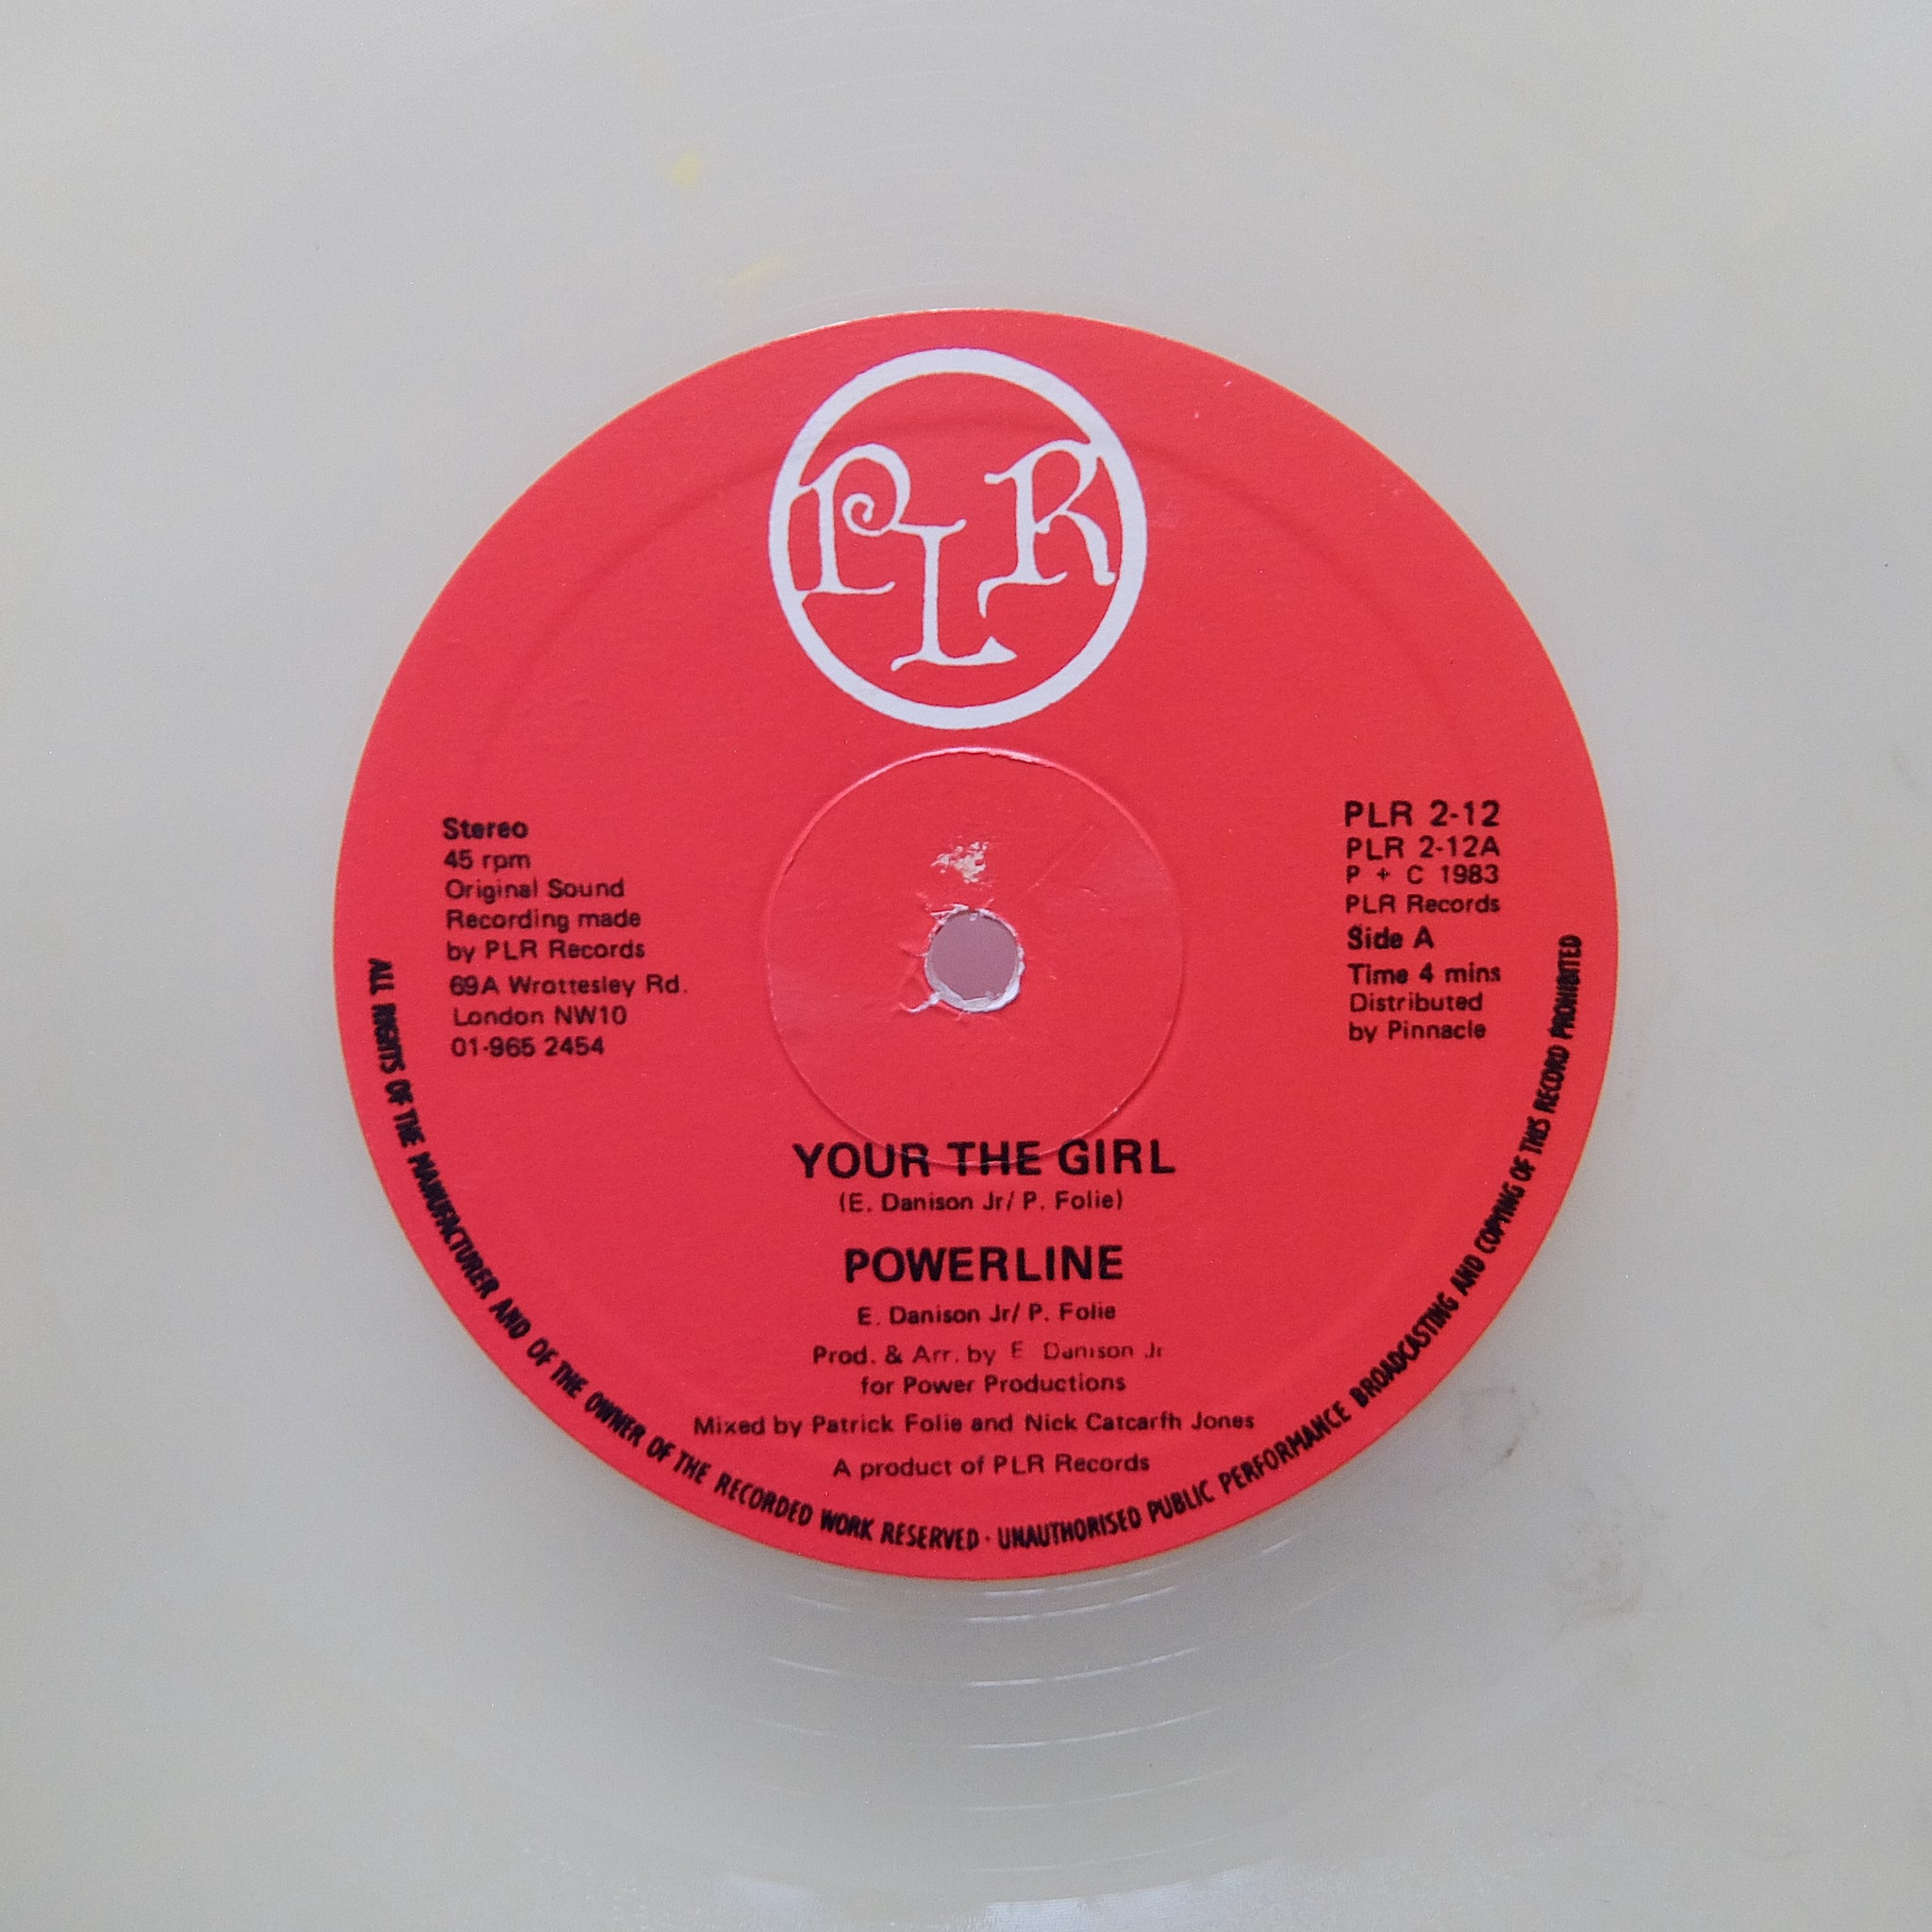 PLR
Stereo
45 rpm
Original Sound
Recording made
by PLR Records
69A Wrottesley Rd.
London NW10
01-965 2454
PLR 2-12
PLR 2-12A
P + C 1983
PLR Records
Side A
Time 4 mins
Distributed
by Pinnacle
YOUR THE GIRL
(E. Danison Jr/ P. Folie)
POWERLINE
E. Danison Jr/ P. Folie
Prod. & Arr. by E Danison Jr
for Power Productions
Mixed by Patrick Folie and Nick Catcarfh Jones
A product of PLR Records
ALL RIGHTS OF THE MANUFACTURER AND OF THE OWNER OF THE RECORDED WORK RESERVED · UNAUTHORISED PUBLIC PERFORMANCE BROADCASTING AND COPYING OF THIS RECORD PROHIBITED